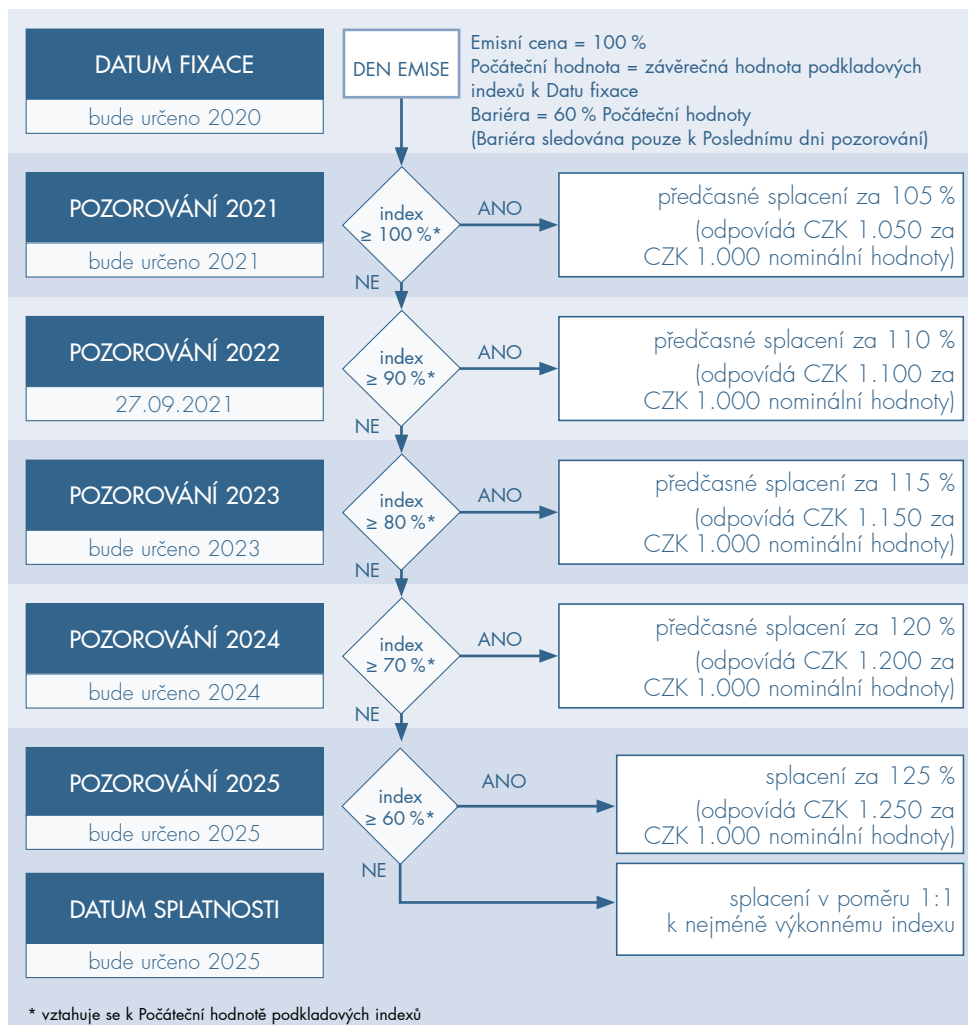 DATUM FIXACE
bude určeno 2020
DEN EMISE
Emisní cena = 100 %
Počáteční hodnota = závěrečná hodnota podkladových
indexů k Datu fixace
Bariéra = 60 % Počáteční hodnoty
(Bariéra sledována pouze k Poslednímu dni pozorování)
POZOROVÁNÍ 2021
bude určeno 2021
index
≥ 100 %*
ANO
NE
předčasné splacení za 105 %
(odpovídá CZK 1.050 za
CZK 1.000 nominální hodnoty)
POZOROVÁNÍ 2022
27.09.2021
index
≥ 90 %*
ANO
NE
předčasné splacení za 110 %
(odpovídá CZK 1.100 za
CZK 1.000 nominální hodnoty)
POZOROVÁNÍ 2023
bude určeno 2023
index
≥ 80 %*
ANO
NE
předčasné splacení za 115 %
(odpovídá CZK 1.150 za
CZK 1.000 nominální hodnoty)
POZOROVÁNÍ 2024
bude určeno 2024
index
≥ 70 %*
ANO
NE
předčasné splacení za 120 %
(odpovídá CZK 1.200 za
CZK 1.000 nominální hodnoty)
POZOROVÁNÍ 2025
bude určeno 2025
index
≥ 60 %*
ANO
NE
splacení za 125 %
(odpovídá CZK 1.250 za
CZK 1.000 nominální hodnoty)
DATUM SPLATNOSTI
bude určeno 2025
splacení v poměru 1:1
k nejméně výkonnému indexu
* vztahuje se k Počáteční hodnotě podkladových indexů